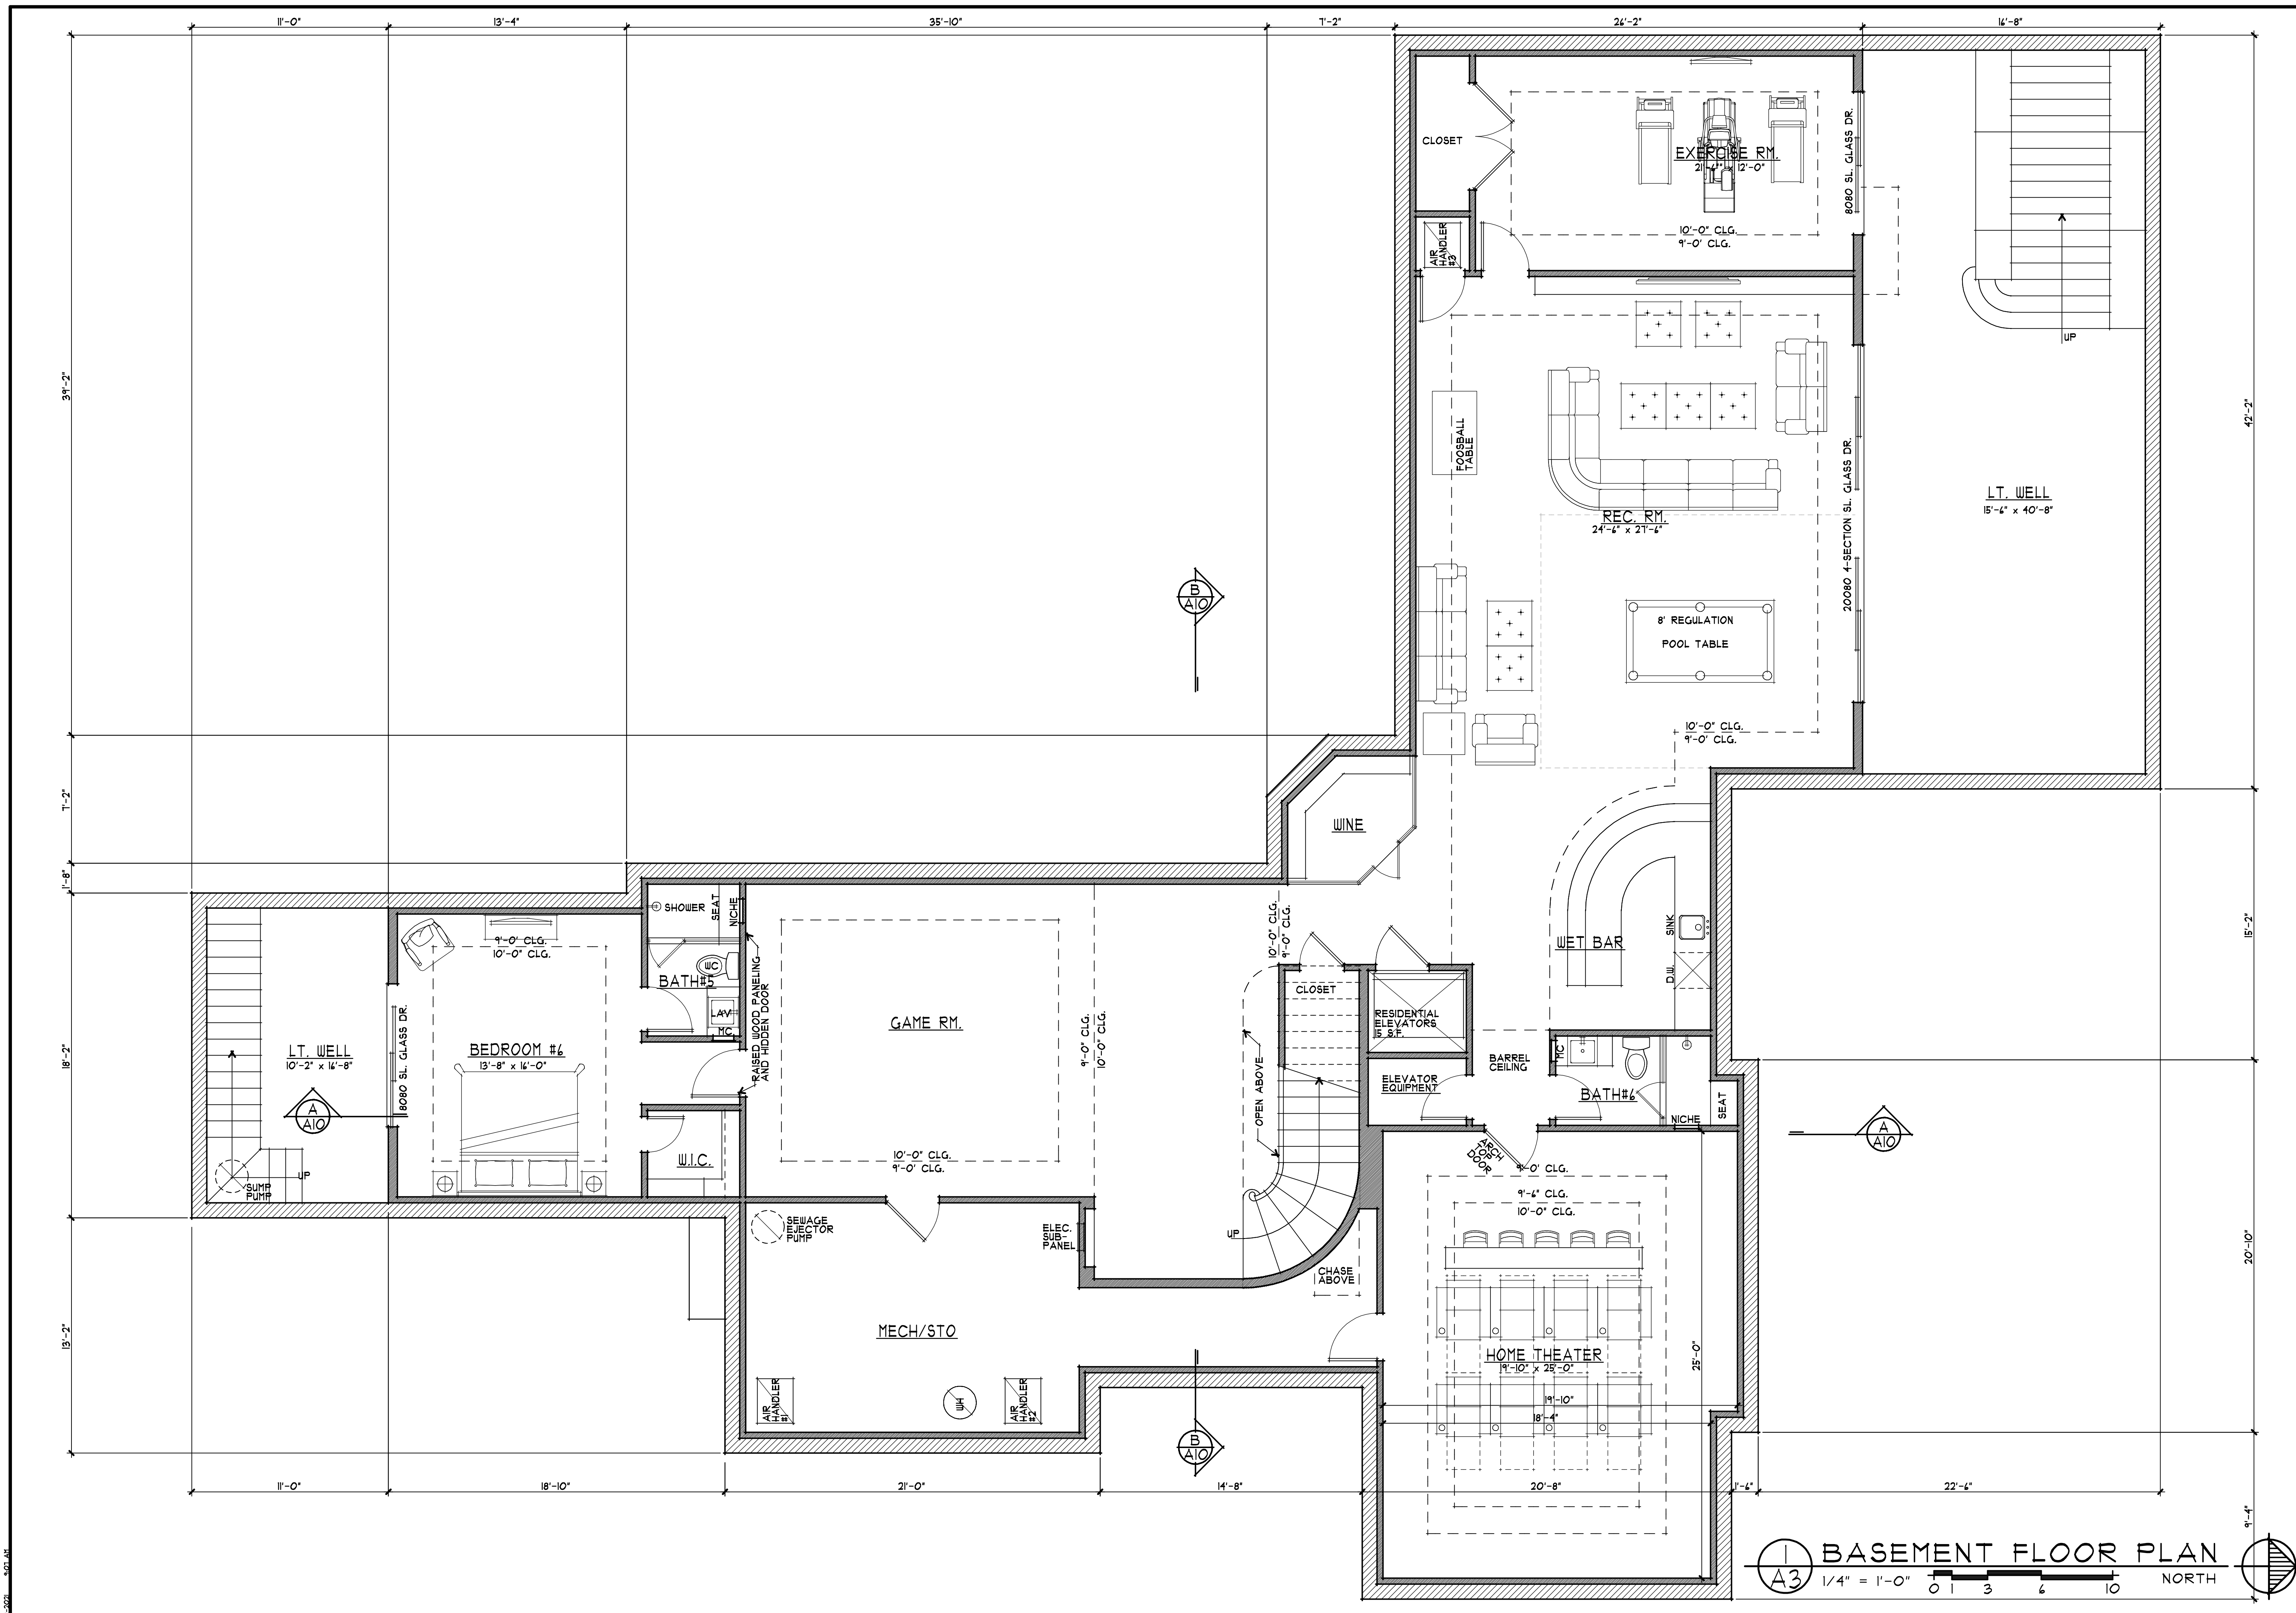 11'-0"
13'-4"
35'-10"
7'-2"
26'-2"
16'-8"
39'-2"
7'-2"
1'-8"
18'-2"
13'-2"
42'-2"
15'-2"
20'-10"
9'-4"
CLOSET
EXERCISE RM.
21'-6" x 12'-0"
8080 SL. GLASS DR.
10'-0" CLG.
9'-0' CLG.
AIR
HANDLER
#3
UP
FOOSBALL
TABLE
REC. RM.
24'-6" x 27'-6"
20080 4-SECTION SL. GLASS DR.
LT. WELL
15'-6" x 40'-8"
B
A10
8' REGULATION
POOL TABLE
10'-0" CLG.
9'-0' CLG.
WINE
SHOWER
SEAT
NICHE
WC
BATH#5
LAV
MC
RAISED WOOD PANELING
AND HIDDEN DOOR
9'-0' CLG.
10'-0" CLG.
BEDROOM #6
13'-8" x 16'-0"
8080 SL. GLASS DR.
LT. WELL
10'-2" x 16'-8"
A
A10
UP
SUMP
PUMP
W.I.C.
GAME RM.
10'-0" CLG.
9'-0' CLG.
9'-0" CLG.
10'-0' CLG.
10'-0" CLG.
9'-0' CLG.
CLOSET
OPEN ABOVE
UP
RESIDENTIAL
ELEVATORS
15 S.F.
ELEVATOR
EQUIPMENT
BARREL
CEILING
WET BAR
SINK
D.W.
MC
BATH#6
NICHE
SEAT
A
A10
ARCH
TOP
DOOR
9'-0' CLG.
9'-6" CLG.
10'-0" CLG.
SEWAGE
EJECTOR
PUMP
ELEC.
SUB-
PANEL
CHASE
ABOVE
MECH/STO
AIR
HANDLER
#1
WH
AIR
HANDLER
#2
HOME THEATER
19'-10" x 25'-0"
25'-0"
19'-10"
18'-4"
B
A10
11'-0"
18'-10"
21'-0"
14'-8"
20'-8"
1'-6"
22'-6"
1
A3
BASEMENT FLOOR PLAN
1/4" = 1'-0"
0 1 3 6 10
NORTH